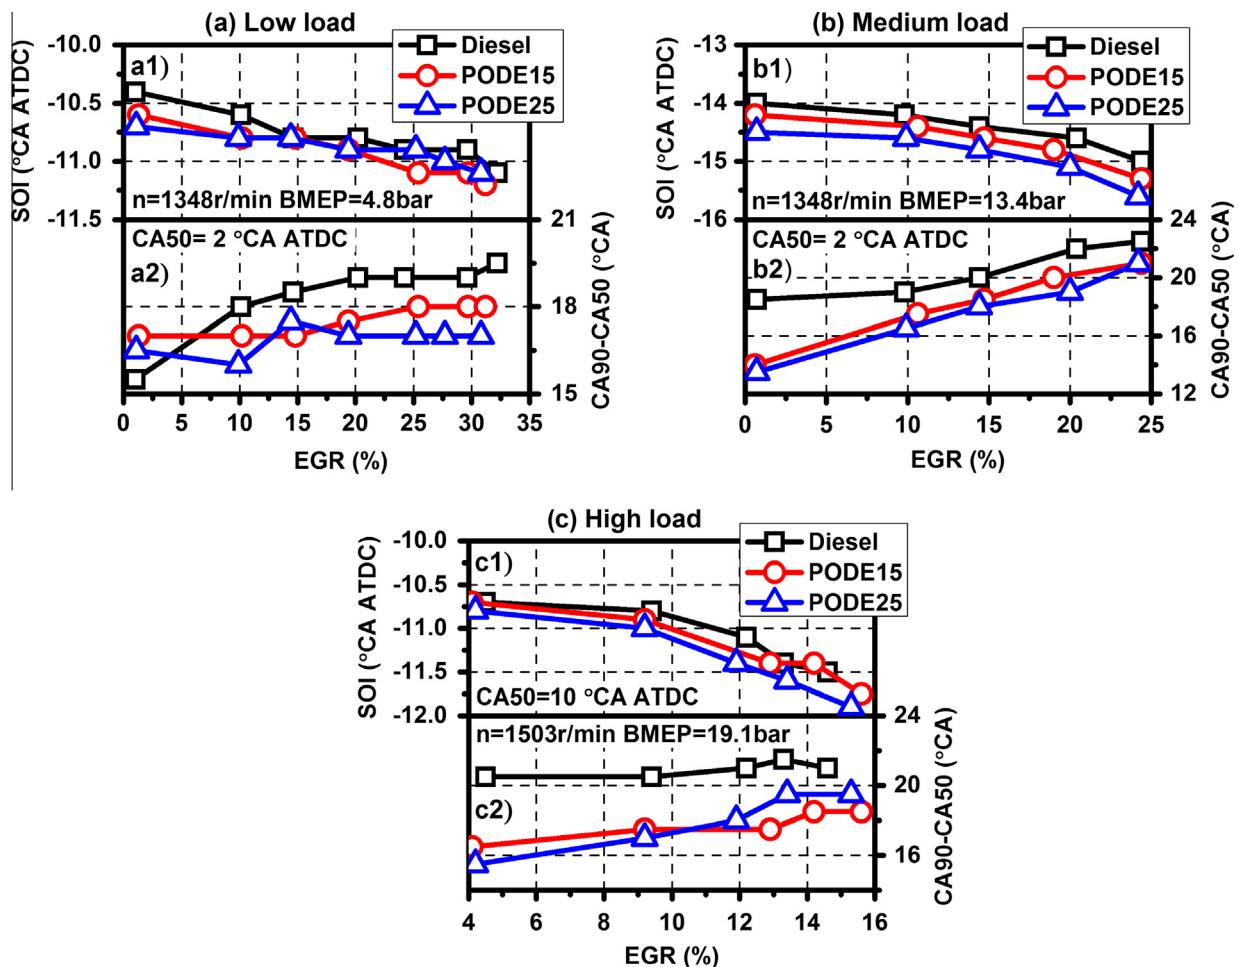 (a) Low load
Diesel
PODE15
PODE25
SOI (°CA ATDC)
-10.0
-10.5
-11.0
-11.5
a1)
n=1348r/min BMEP=4.8bar
CA50= 2 °CA ATDC
a2)
21
18
15
CA90-CA50 (°CA)
0 5 10 15 20 25 30 35
EGR (%)
(b) Medium load
Diesel
PODE15
PODE25
SOI (°CA ATDC)
-13
-14
-15
-16
b1)
n=1348r/min BMEP=13.4bar
CA50= 2 °CA ATDC
b2)
24
20
16
12
CA90-CA50 (°CA)
0 5 10 15 20 25
EGR (%)
(c) High load
Diesel
PODE15
PODE25
SOI (°CA ATDC)
-10.0
-10.5
-11.0
-11.5
-12.0
c1)
CA50=10 °CA ATDC
n=1503r/min BMEP=19.1bar
c2)
24
20
16
CA90-CA50 (°CA)
4 6 8 10 12 14 16
EGR (%)